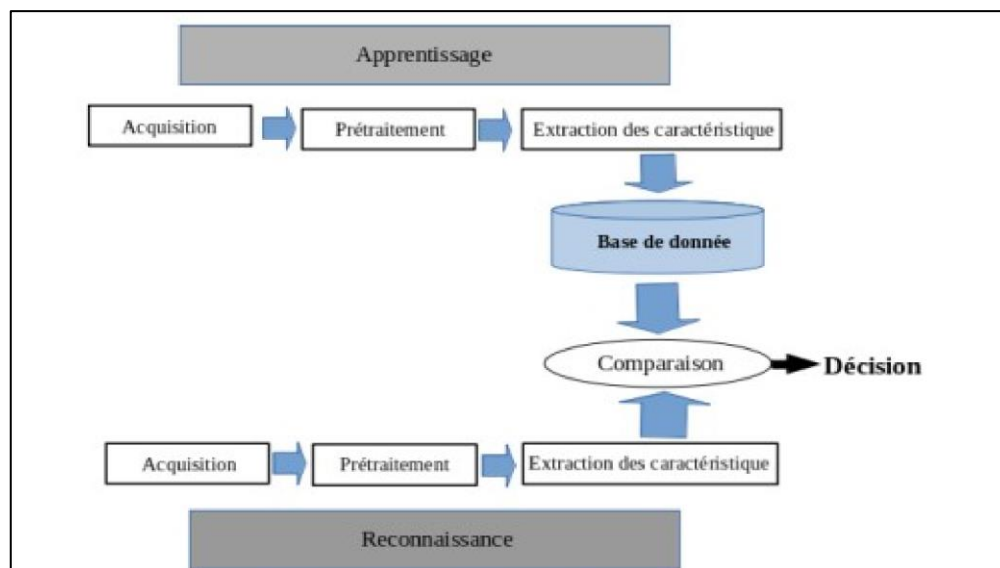 Apprentissage
Acquisition
Prétraitement
Extraction des caractéristique
Base de donnée
Comparaison
Décision
Acquisition
Prétraitement
Extraction des caractéristique
Reconnaissance